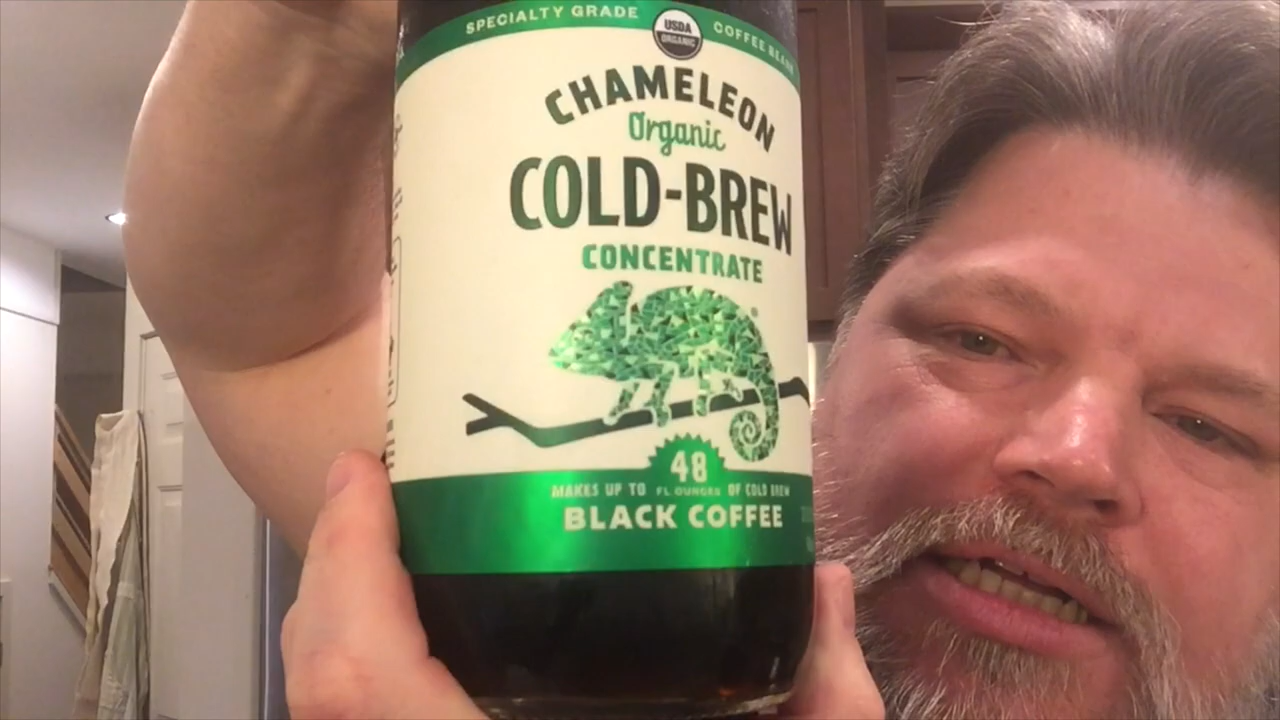 SPECIALTY GRADE
USDA
ORGANIC
COFFEE BEANS
CHAMELEON
Organic
COLD-BREW
CONCENTRATE
48
MAKES UP TO FL OUNCES OF COLD BREW
BLACK COFFEE